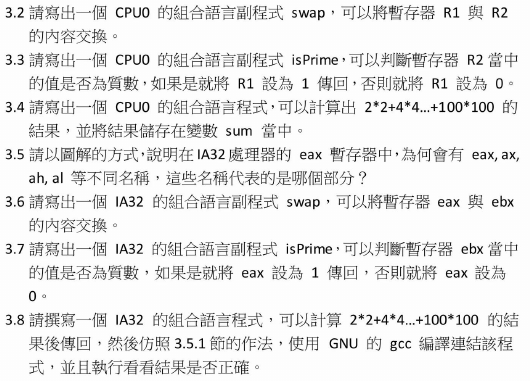 3.2 請寫出一個 CPU0 的組合語言副程式 swap，可以將暫存器 R1 與 R2
的內容交換。
3.3 請寫出一個 CPU0 的組合語言副程式 isPrime，可以判斷暫存器 R2 當中
的值是否為質數，如果是就將 R1 設為 1 傳回，否則就將 R1 設為 0。
3.4 請寫出一個 CPU0 的組合語言程式，可以計算出 2*2+4*4…+100*100 的
結果，並將結果儲存在變數 sum 當中。
3.5 請以圖解的方式，說明在IA32處理器的 eax 暫存器中，為何會有 eax, ax,
ah, al 等不同名稱，這些名稱代表的是哪個部分？
3.6 請寫出一個 IA32 的組合語言副程式 swap，可以將暫存器 eax 與 ebx
的內容交換。
3.7 請寫出一個 IA32 的組合語言副程式 isPrime，可以判斷暫存器 ebx 當中
的值是否為質數，如果是就將 eax 設為 1 傳回，否則就將 eax 設為
0。
3.8 請撰寫一個 IA32 的組合語言程式，可以計算 2*2+4*4…+100*100 的結
果後傳回，然後仿照 3.5.1 節的作法，使用 GNU 的 gcc 編譯連結該程
式，並且執行看看結果是否正確。